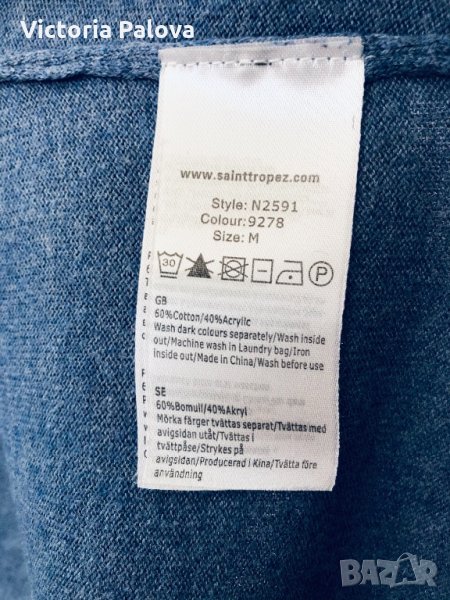 Victoria Palova
www.sainttropez.com
Style: N2591
Colour:9278
Size: M
30
P
GB
60%Cotton/40%Acrylic
Wash dark colours separately/Wash inside
out/Machine wash in Laundry bag/Iron
inside out/Made in China/Wash before use
SE
60%Bomull/40%Akryl
Mörka färger tvättas separat/Tvättas med
avigsidan utåt/Tvättas i
tvättpåse/Strykes på
avigsidan/Producerad i Kina/Tvätta före
användning
BAZAR